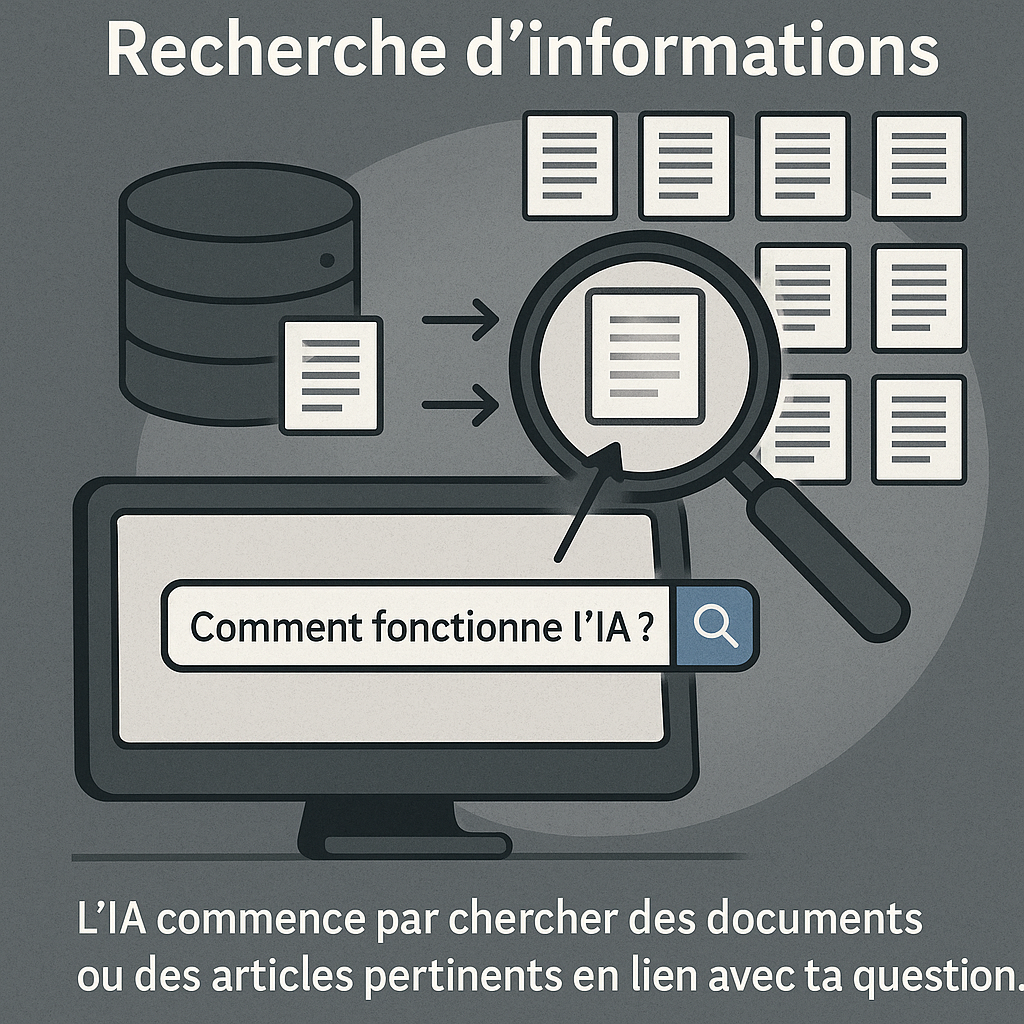 Recherche d’informations
Comment fonctionne l’IA ?
L’IA commence par chercher des documents
ou des articles pertinents en lien avec ta question.